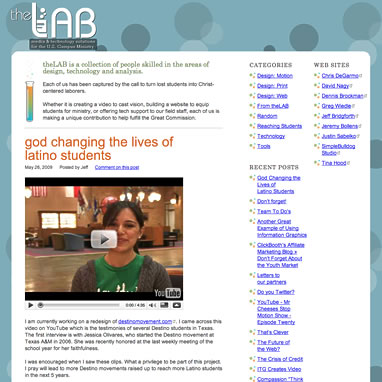 the LAB
media & technology solutions
for the U.S. Campus Ministry
theLAB is a collection of people skilled in the areas of
design, technology and analysis.
Each of us has been captured by the call to turn lost students into Christ-
centered laborers.
Whether it is creating a video to cast vision, building a website to equip
students for ministry, or offering tech support to our field staff, each of us is
making a unique contribution to help fulfill the Great Commission.
god changing the lives of
latino students
May 26, 2009 Posted by Jeff Comment on this post
YouTube
0:00 / 4:35
I am currently working on a redesign of destinomovement.com. I came across this
video on YouTube which is the testimonies of several Destino students in Texas.
The first interview is with Jessica Olivares, who started the Destino movement at
Texas A&M in 2006. She was recently honored at the last weekly meeting of the
school year for her faithfulness.
I was encouraged when I saw these clips. What a privilege to be part of this project.
I pray will lead to more Destino movements raised up to reach more Latino students
in the next 5 years.
CATEGORIES
Design: Motion
Design: Print
Design: Web
From theLAB
Random
Reaching Students
Technology
Tools
RECENT POSTS
God Changing the
Lives of
Latino Students
Don't forget!
Team To Do's
Another Great
Example of Using
Information Graphics
ClickBooth's Affiliate
Marketing Blog x
Don't Forget About
the Youth Market
Letters to
our partners
Do you Twitter?
YouTube - Mr
Cheeses Stop
Motion Show -
Episode Twenty
That's Clever
The Future of
the Web?
The Crisis of Credit
ITG Creates Video
Compassion "Think
WEB SITES
Chris DeGarmo
David Nagy
Dennis Brockman
Greg Wiedle
Jeff Bridgforth
Jeremy Bollens
Justin Sabelko
SimpleBulldog
Studio
Tina Hood